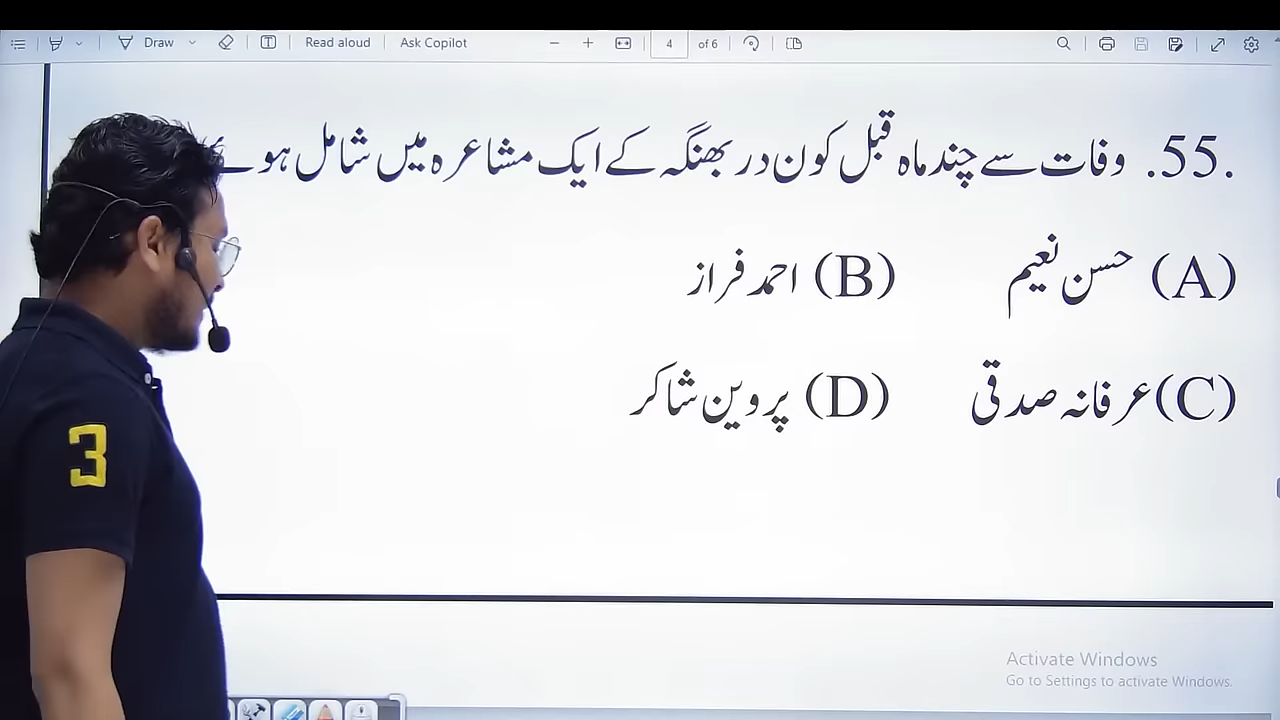 Draw
Read aloud
Ask Copilot
4
of 6
55. وفات سے چند ماہ قبل کون در بھنگہ کے ایک مشاعرہ میں شامل ہوئے
(A) حسن نعیم (B) احمد فراز
(C) عرفانہ صدقی (D) پروین شاکر
3
Activate Windows
Go to Settings to activate Windows.